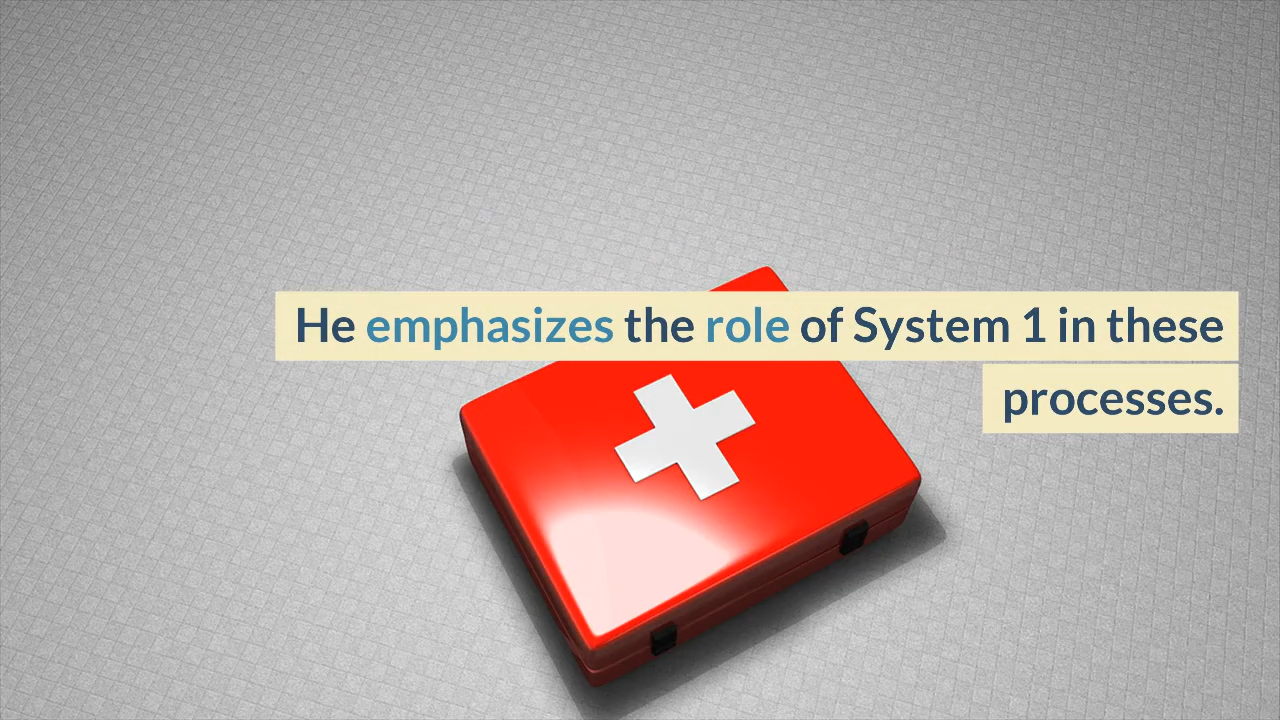 He emphasizes the role of System 1 in these
processes.